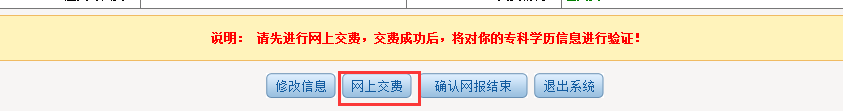 说明： 请先进行网上交费，交费成功后，将对你的专科学历信息进行验证！
修改信息 网上交费 确认网报结束 退出系统